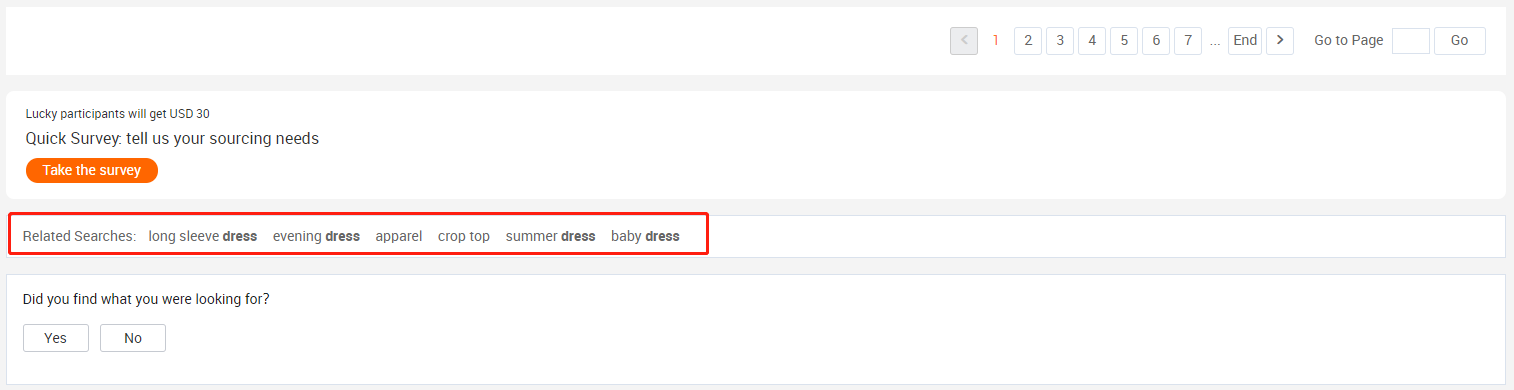 1 2 3 4 5 6 7 ... End Go to Page Go
Lucky participants will get USD 30
Quick Survey: tell us your sourcing needs
Take the survey
Related Searches: long sleeve dress evening dress apparel crop top summer dress baby dress
Did you find what you were looking for?
Yes No